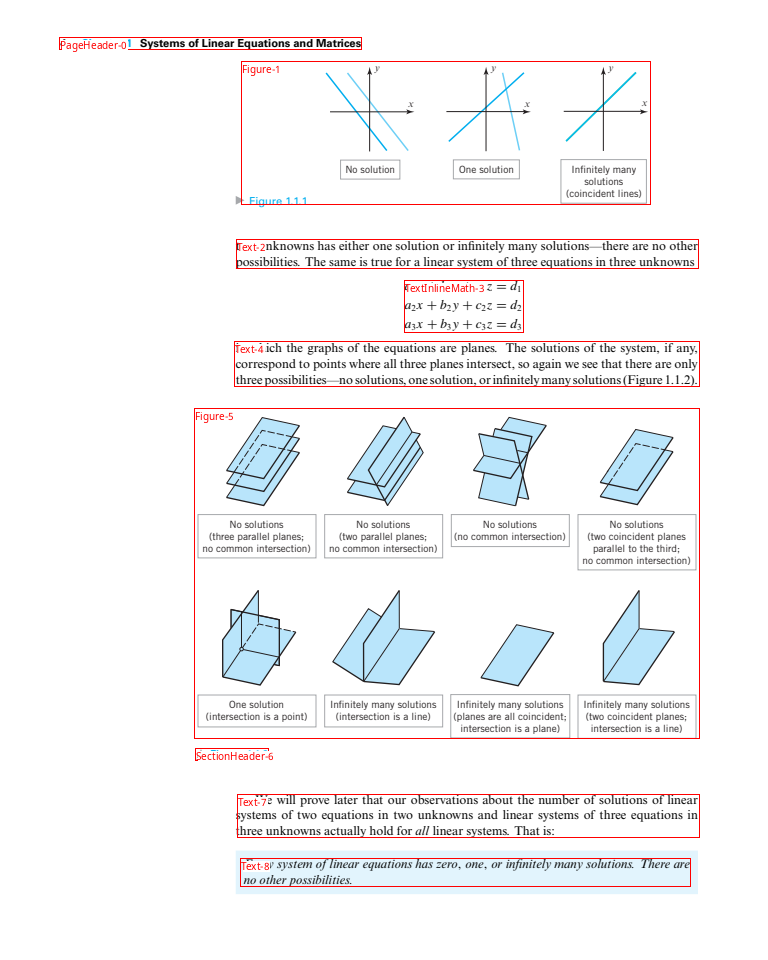 PageHeader-0 1 Systems of Linear Equations and Matrices
Figure-1
y y y
x x x
No solution One solution Infinitely many
solutions
(coincident lines)
Figure 1.1.1
Text-2 nknowns has either one solution or infinitely many solutions—there are no other
possibilities. The same is true for a linear system of three equations in three unknowns
TextInlineMath-3 z = d₁
a₂x + b₂y + c₂z = d₂
a₃x + b₃y + c₃z = d₃
Text-4 ich the graphs of the equations are planes. The solutions of the system, if any,
correspond to points where all three planes intersect, so again we see that there are only
three possibilities—no solutions, one solution, or infinitely many solutions (Figure 1.1.2).
Figure-5
No solutions
(three parallel planes;
no common intersection)
No solutions
(two parallel planes;
no common intersection)
No solutions
(no common intersection)
No solutions
(two coincident planes
parallel to the third;
no common intersection)
One solution
(intersection is a point)
Infinitely many solutions
(intersection is a line)
Infinitely many solutions
(planes are all coincident;
intersection is a plane)
Infinitely many solutions
(two coincident planes;
intersection is a line)
SectionHeader-6
Text-7 will prove later that our observations about the number of solutions of linear
systems of two equations in two unknowns and linear systems of three equations in
three unknowns actually hold for all linear systems. That is:
Text-8 system of linear equations has zero, one, or infinitely many solutions. There are
no other possibilities.